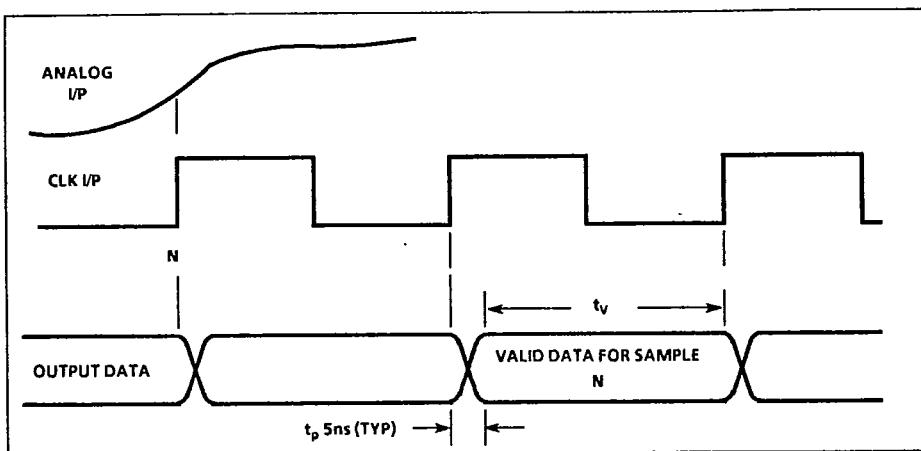 ANALOG
I/P
CLK I/P
N
t_V
OUTPUT DATA
VALID DATA FOR SAMPLE
N
t_p 5ns (TYP)